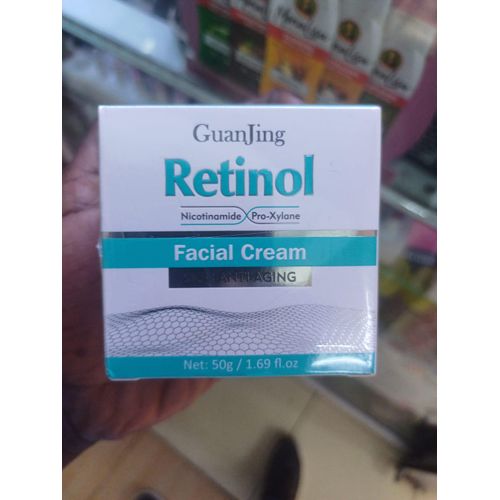 GuanJing
Retinol
Nicotinamide Pro-Xylane
Facial Cream
ANTI-AGING
Net: 50g / 1.69 fl.oz